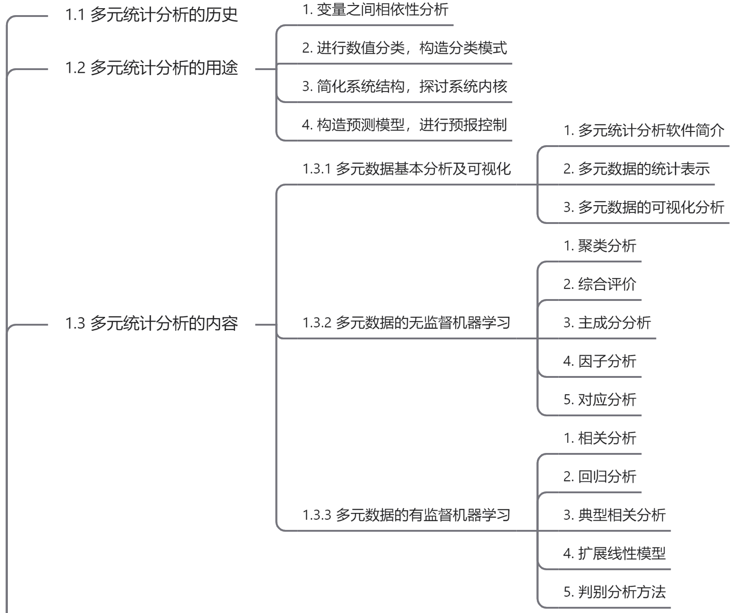 1.1 多元统计分析的历史
1.2 多元统计分析的用途
1. 变量之间相依性分析
2. 进行数值分类，构造分类模式
3. 简化系统结构，探讨系统内核
4. 构造预测模型，进行预报控制
1.3 多元统计分析的内容
1.3.1 多元数据基本分析及可视化
1. 多元统计分析软件简介
2. 多元数据的统计表示
3. 多元数据的可视化分析
1.3.2 多元数据的无监督机器学习
1. 聚类分析
2. 综合评价
3. 主成分分析
4. 因子分析
5. 对应分析
1.3.3 多元数据的有监督机器学习
1. 相关分析
2. 回归分析
3. 典型相关分析
4. 扩展线性模型
5. 判别分析方法